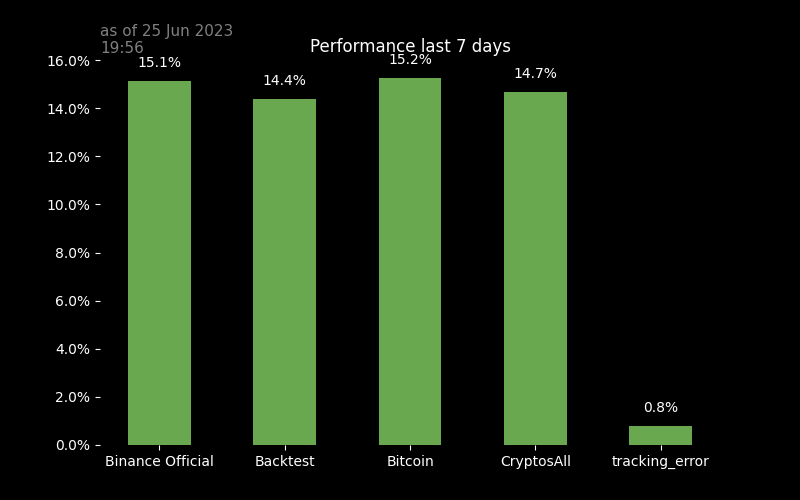 as of 25 Jun 2023
19:56
Performance last 7 days
16.0%
14.0%
12.0%
10.0%
8.0%
6.0%
4.0%
2.0%
0.0%
15.1%
14.4%
15.2%
14.7%
0.8%
Binance Official
Backtest
Bitcoin
CryptosAll
tracking_error